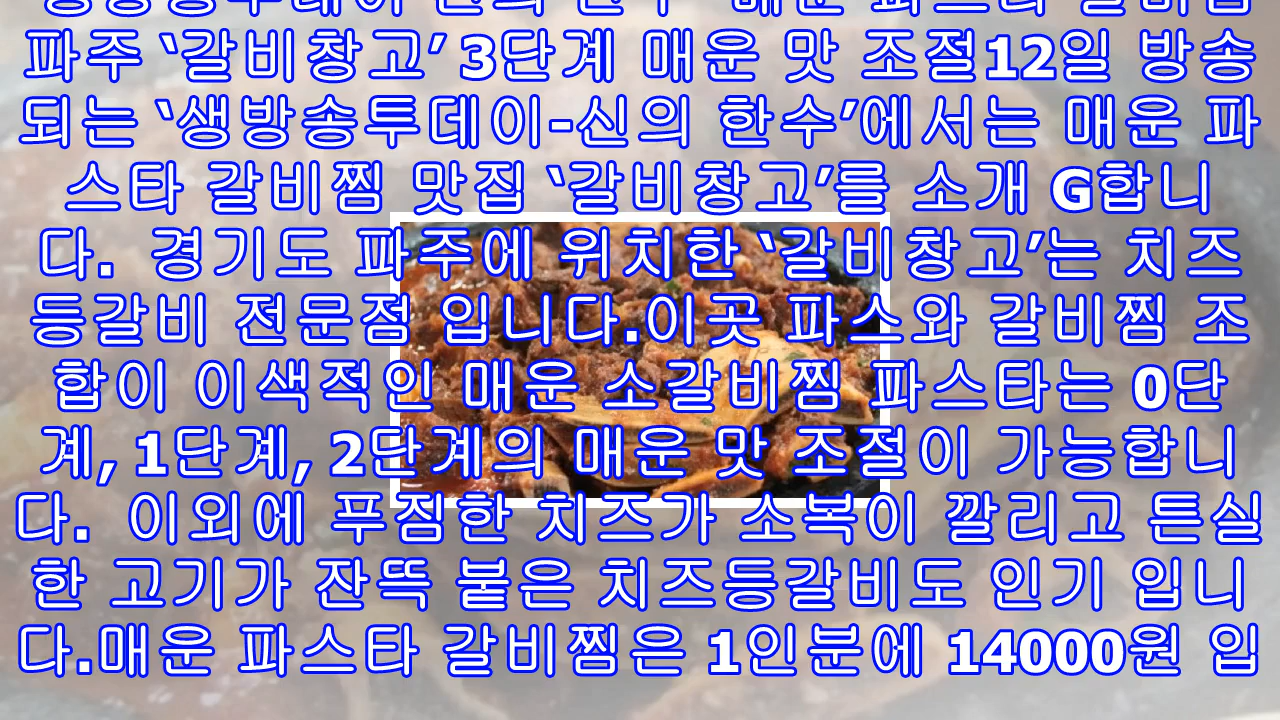 파주 ‘갈비창고’ 3단계 매운 맛 조절12일 방송
되는 ‘생방송투데이-신의 한수’에서는 매운 파
스타 갈비찜 맛집 ‘갈비창고’를 소개 G합니
다. 경기도 파주에 위치한 ‘갈비창고’는 치즈
등갈비 전문점 입니다.이곳 파스와 갈비찜 조
합이 이색적인 매운 소갈비찜 파스타는 0단
계, 1단계, 2단계의 매운 맛 조절이 가능합니
다. 이외에 푸짐한 치즈가 소복이 깔리고 튼실
한 고기가 잔뜩 붙은 치즈등갈비도 인기 입니
다.매운 파스타 갈비찜은 1인분에 14000원 입